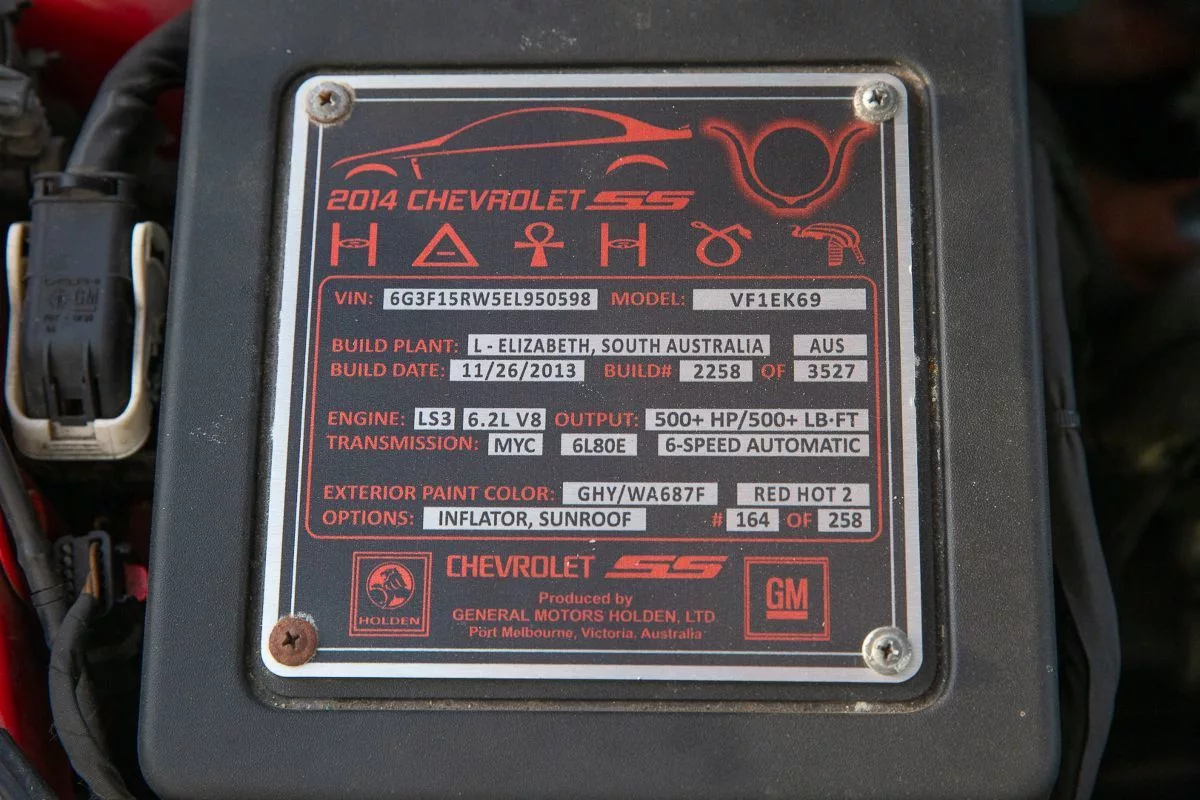 2014 CHEVROLET SS
VIN: 6G3F15RW5EL950598 MODEL: VF1EK69
BUILD PLANT: L - ELIZABETH, SOUTH AUSTRALIA AUS
BUILD DATE: 11/26/2013 BUILD# 2258 OF 3527
ENGINE: LS3 6.2L V8 OUTPUT: 500+ HP/500+ LB·FT
TRANSMISSION: MYC 6L80E 6-SPEED AUTOMATIC
EXTERIOR PAINT COLOR: GHY/WA687F RED HOT 2
OPTIONS: INFLATOR, SUNROOF # 164 OF 258
CHEVROLET SS
Produced by
GENERAL MOTORS HOLDEN, LTD
Port Melbourne, Victoria, Australia
HOLDEN
GM
DELPHI
GM